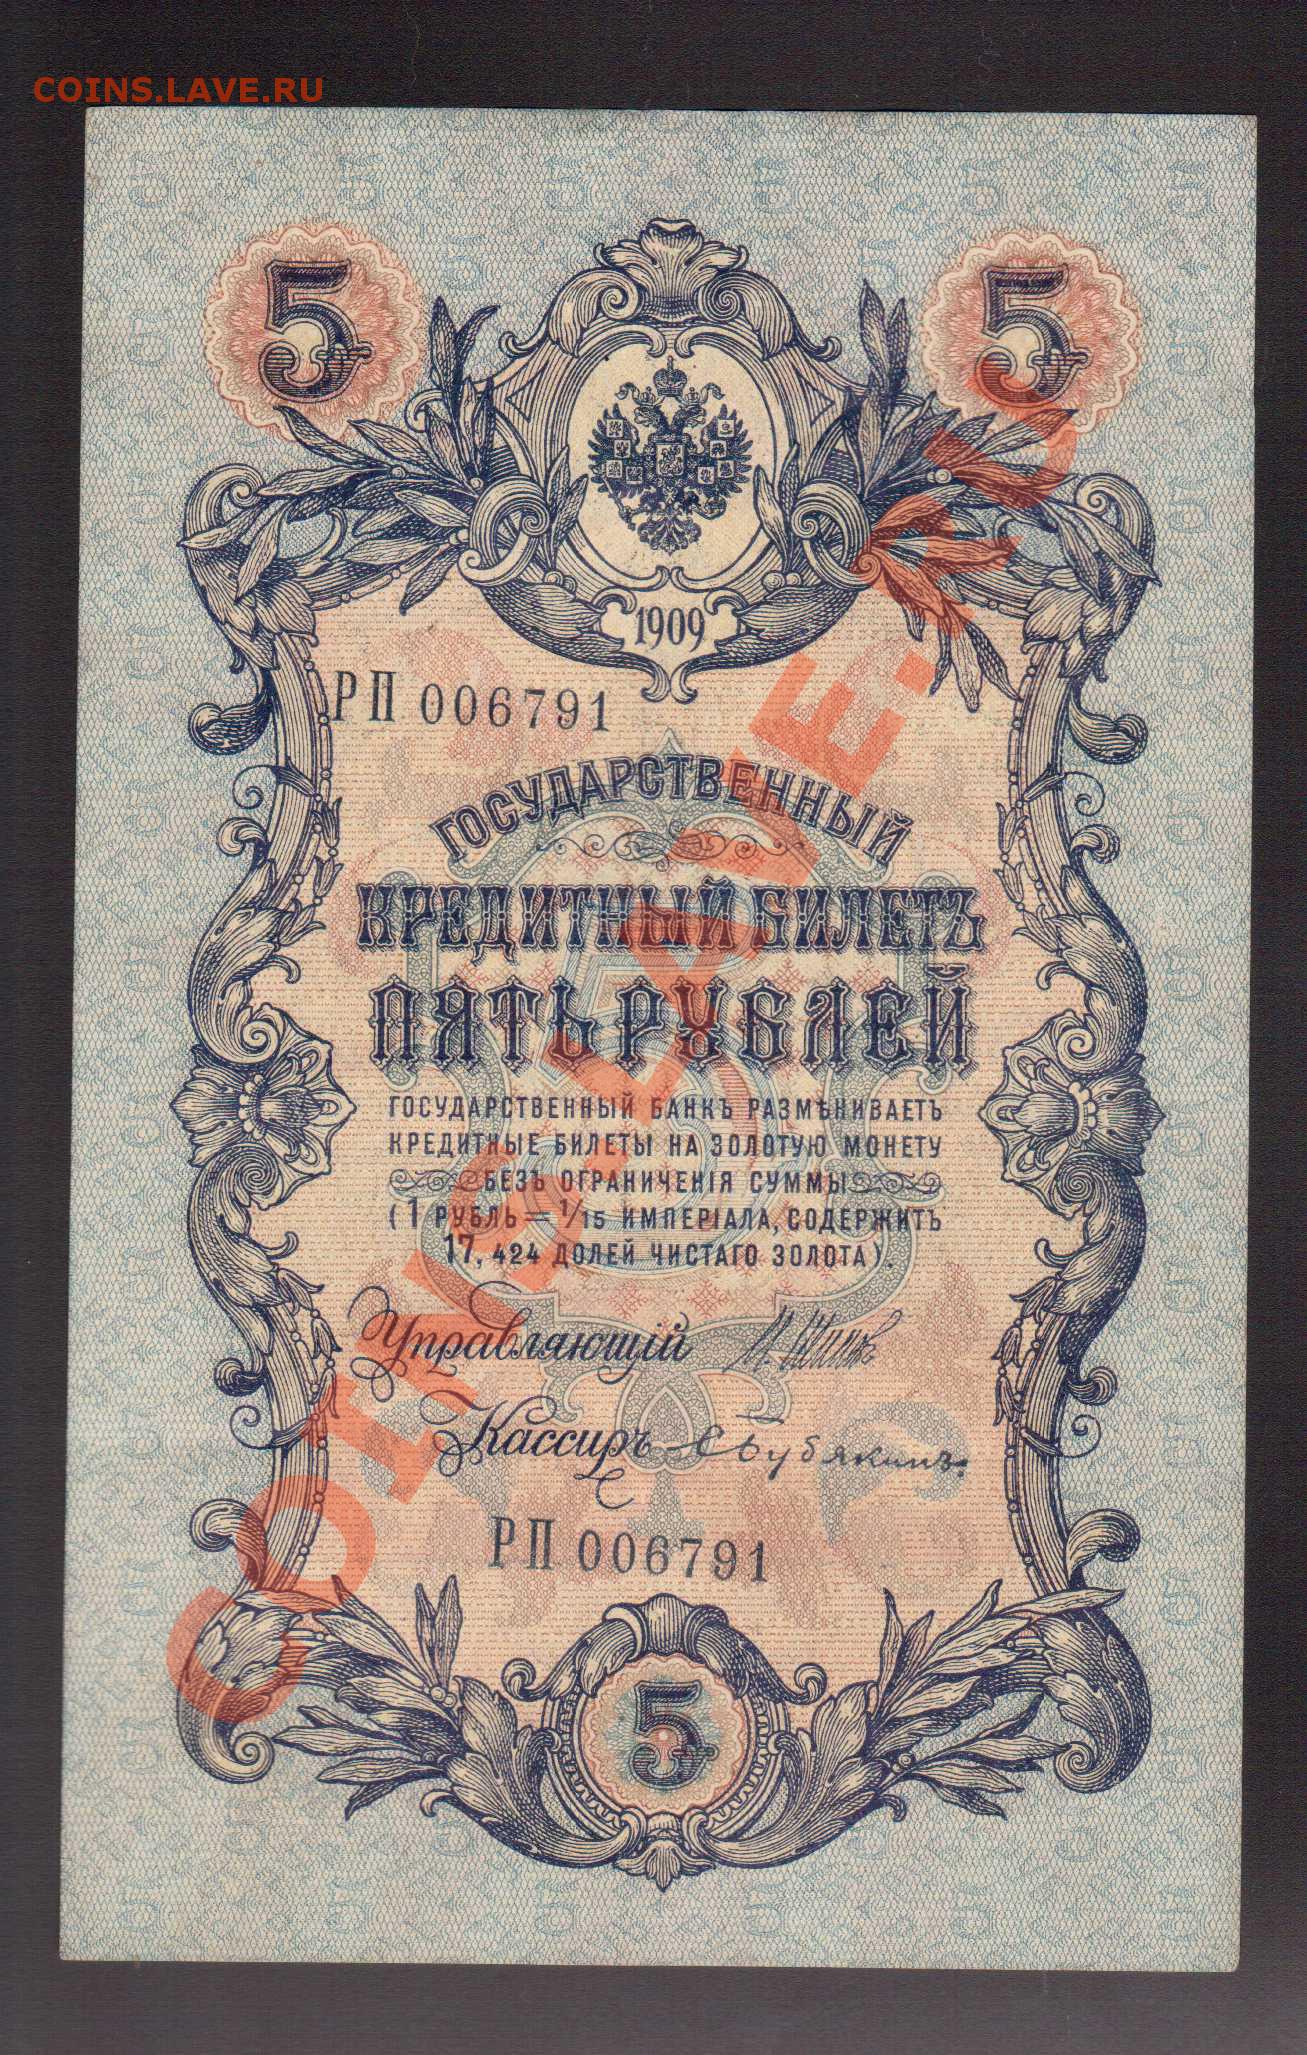 COINS.LAVE.RU
5 5
1909
РП 006791
ГОСУДАРСТВЕННЫЙ
КРЕДИТНЫЙ БИЛЕТЪ
ПЯТЬ РУБЛЕЙ
ГОСУДАРСТВЕННЫЙ БАНКЪ РАЗМѢНИВАЕТЪ
КРЕДИТНЫЕ БИЛЕТЫ НА ЗОЛОТУЮ МОНЕТУ
БЕЗЪ ОГРАНИЧЕНІЯ СУММЫ
(1 РУБЛЬ = 1/15 ИМПЕРІАЛА, СОДЕРЖИТЪ
17, 424 ДОЛЕЙ ЧИСТАГО ЗОЛОТА).
Управляющій
Кассиръ С Бубякинъ
РП 006791
5
COINS.LAVE.RU